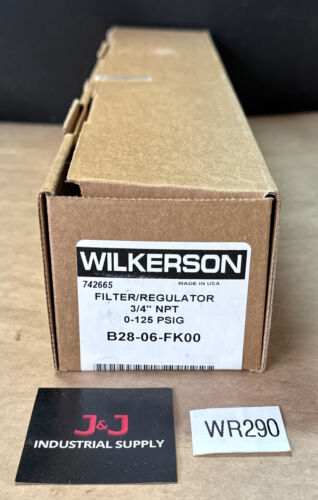 WILKERSON
742665 MADE IN USA
FILTER/REGULATOR
3/4" NPT
0-125 PSIG
B28-06-FK00
J&J
INDUSTRIAL SUPPLY
WR290